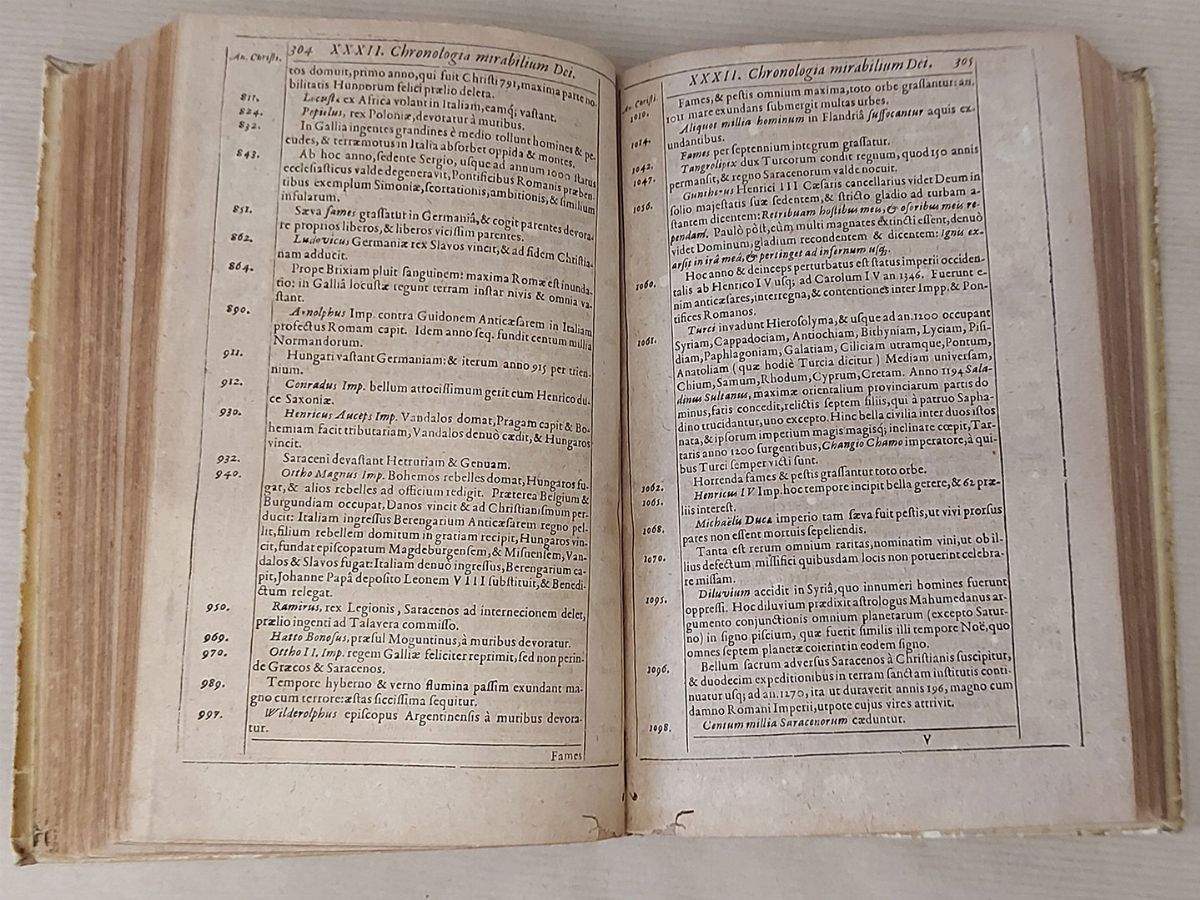 An. Christi. 304 XXXII. Chronologia mirabilium Dei.
tos domuit, primo anno, qui fuit Christi 791, maxima parte no-
bilitatis Hunnorum felici prælio deleta.
811. Locustæ ex Africa volant in Italiam, eamq; vastant.
824. Popilus, rex Poloniæ, devoratur à muribus.
832. In Gallia ingentes grandines è medio tollunt homines & pe-
cudes, & terræmotus in Italia absorbet oppida & montes.
843. Ab hoc anno, sedente Sergio, usque ad annum 1000 status
ecclesiasticus valde degeneravit, Pontificibus Romanis præben-
tibus exemplum Simoniæ, scortationis, ambitionis, & similium
insularum.
851. Sæva fames grassatur in Germaniâ, & cogit parentes devora-
re proprios liberos, & liberos vicissim parentes.
862. Ludovicus Germaniæ rex Slavos vincit, & ad fidem Christia-
nam adducit.
864. Prope Brixiam pluit sanguinem: maxima Romæ est inunda-
tio: in Galliâ locustæ tegunt terram instar nivis & omnia va-
stant.
890. Arnolphus Imp. contra Guidonem Anticæsarem in Italiam
profectus Romam capit. Idem anno seq. fundit centum millia
Normandorum.
911. Hungari vastant Germaniam: & iterum anno 915 per trien-
nium.
912. Conradus Imp. bellum atrocissimum gerit cum Henrico du-
ce Saxoniæ.
930. Henricus Auceps Imp. Vandalos domat, Pragam capit & Bo-
hemiam facit tributariam, Vandalos denuò cædit, & Hungaros
vincit.
932. Saraceni devastant Hetruriam & Genuam.
940. Ottho Magnus Imp. Bohemos rebelles domat, Hungaros fu-
gat, & alios rebelles ad officium redigit. Præterea Belgium &
Burgundiam occupat, Danos vincit & ad Christianismum per-
ducit: Italiam ingressus Berengarium Anticæsarem regno pel-
lit, filium rebellem domitum in gratiam recipit, Hungaros vin-
cit, fundat episcopatum Magdeburgensem, & Misnensem, Van-
dalos & Slavos fugat: Italiam denuò ingressus, Berengarium ca-
pit, Johanne Papâ deposito Leonem VIII substituit, & Benedi-
ctum relegat.
950. Ramirus, rex Legionis, Saracenos ad internecionem delet,
prælio ingenti ad Talavera commisso.
969. Hatto Bonosus, præsul Moguntinus, à muribus devoratur.
970. Ottho II. Imp. regem Galliæ feliciter reprimit, sed non perin-
de Græcos & Saracenos.
989. Tempore hyberno & verno flumina passim exundant ma-
gno cum terrore: æstas siccissima sequitur.
997. Wilderolphus episcopus Argentinensis à muribus devora-
tur.
Fames
XXXII. Chronologia mirabilium Dei. 305
An. Christi.
1010. Fames, & pestis omnium maxima, toto orbe grassantur: an.
1011 mare exundans submergit multas urbes.
1014. Aliquot millia hominum in Flandriâ suffocantur aquis ex-
undantibus.
1042. Fames per septennium integrum grassatur.
1047. Tangrolipix dux Turcorum condit regnum, quod 150 annis
permansit, & regno Saracenorum valde nocuit.
1056. Guntherus Henrici III Cæsaris cancellarius videt Deum in
solio majestatis suæ sedentem, & stricto gladio ad turbam a-
stantem dicentem: Retribuam hostibus meis, & osoribus meis re-
pendam. Paulò pòst, cùm multi magnates extincti essent, denuò
videt Dominum, gladium recondentem & dicentem: Ignis ex-
arsit in irâ meâ, & pertinget ad infernum usq;.
1060. Hoc anno & deinceps perturbatus est status imperii occiden-
talis ab Henrico IV usq; ad Carolum IV an 1346. Fuerunt e-
nim anticæsares, interregna, & contentiones inter Impp. & Pon-
tifices Romanos.
1061. Turci invadunt Hierosolyma, & usque ad an. 1200 occupant
Syriam, Cappadociam, Antiochiam, Bithyniam, Lyciam, Pisi-
diam, Paphlagoniam, Galatiam, Ciliciam utramque, Pontum,
Anatoliam ( quæ hodiè Turcia dicitur ) Mediam universam,
Chium, Samum, Rhodum, Cyprum, Cretam. Anno 1194 Sala-
dinus Sultanus, maximæ orientalium provinciarum partis do
minus, fatis concedit, relictis septem filiis, qui à patruo Sapha-
dino trucidantur, uno excepto. Hinc bella civilia inter duos istos
nata, & ipsorum imperium magis magisq; inclinare cœpit, Tar-
taris anno 1200 surgentibus, Changio Chamo imperatore, à qui-
bus Turci semper victi sunt.
1062. Horrenda fames & pestis grassantur toto orbe.
1065. Henricus IV Imp. hoc tempore incipit bella gerere, & 62 præ-
liis interest.
1068. Michaëlis Ducæ imperio tam sæva fuit pestis, ut vivi prorsus
pares non essent mortuis sepeliendis.
1070. Tanta est rerum omnium raritas, nominatim vini, ut ob il-
lius defectum missifici quibusdam locis non potuerint celebra-
re missam.
1095. Diluvium accidit in Syriâ, quo innumeri homines fuerunt
oppressi. Hoc diluvium prædixit astrologus Mahumedanus ar-
gumento conjunctionis omnium planetarum (excepto Satur-
no) in signo piscium, quæ fuerit similis illi tempore Noë, quo
omnes septem planetæ coierint in eodem signo.
1096. Bellum sacrum adversus Saracenos à Christianis suscipitur,
& duodecim expeditionibus in terram sanctam institutis conti-
nuatur usq; ad an. 1270, ita ut duraverit annis 196, magno cum
damno Romani Imperii, utpote cujus vires attrivit.
1098. Centum millia Saracenorum cæduntur.
V